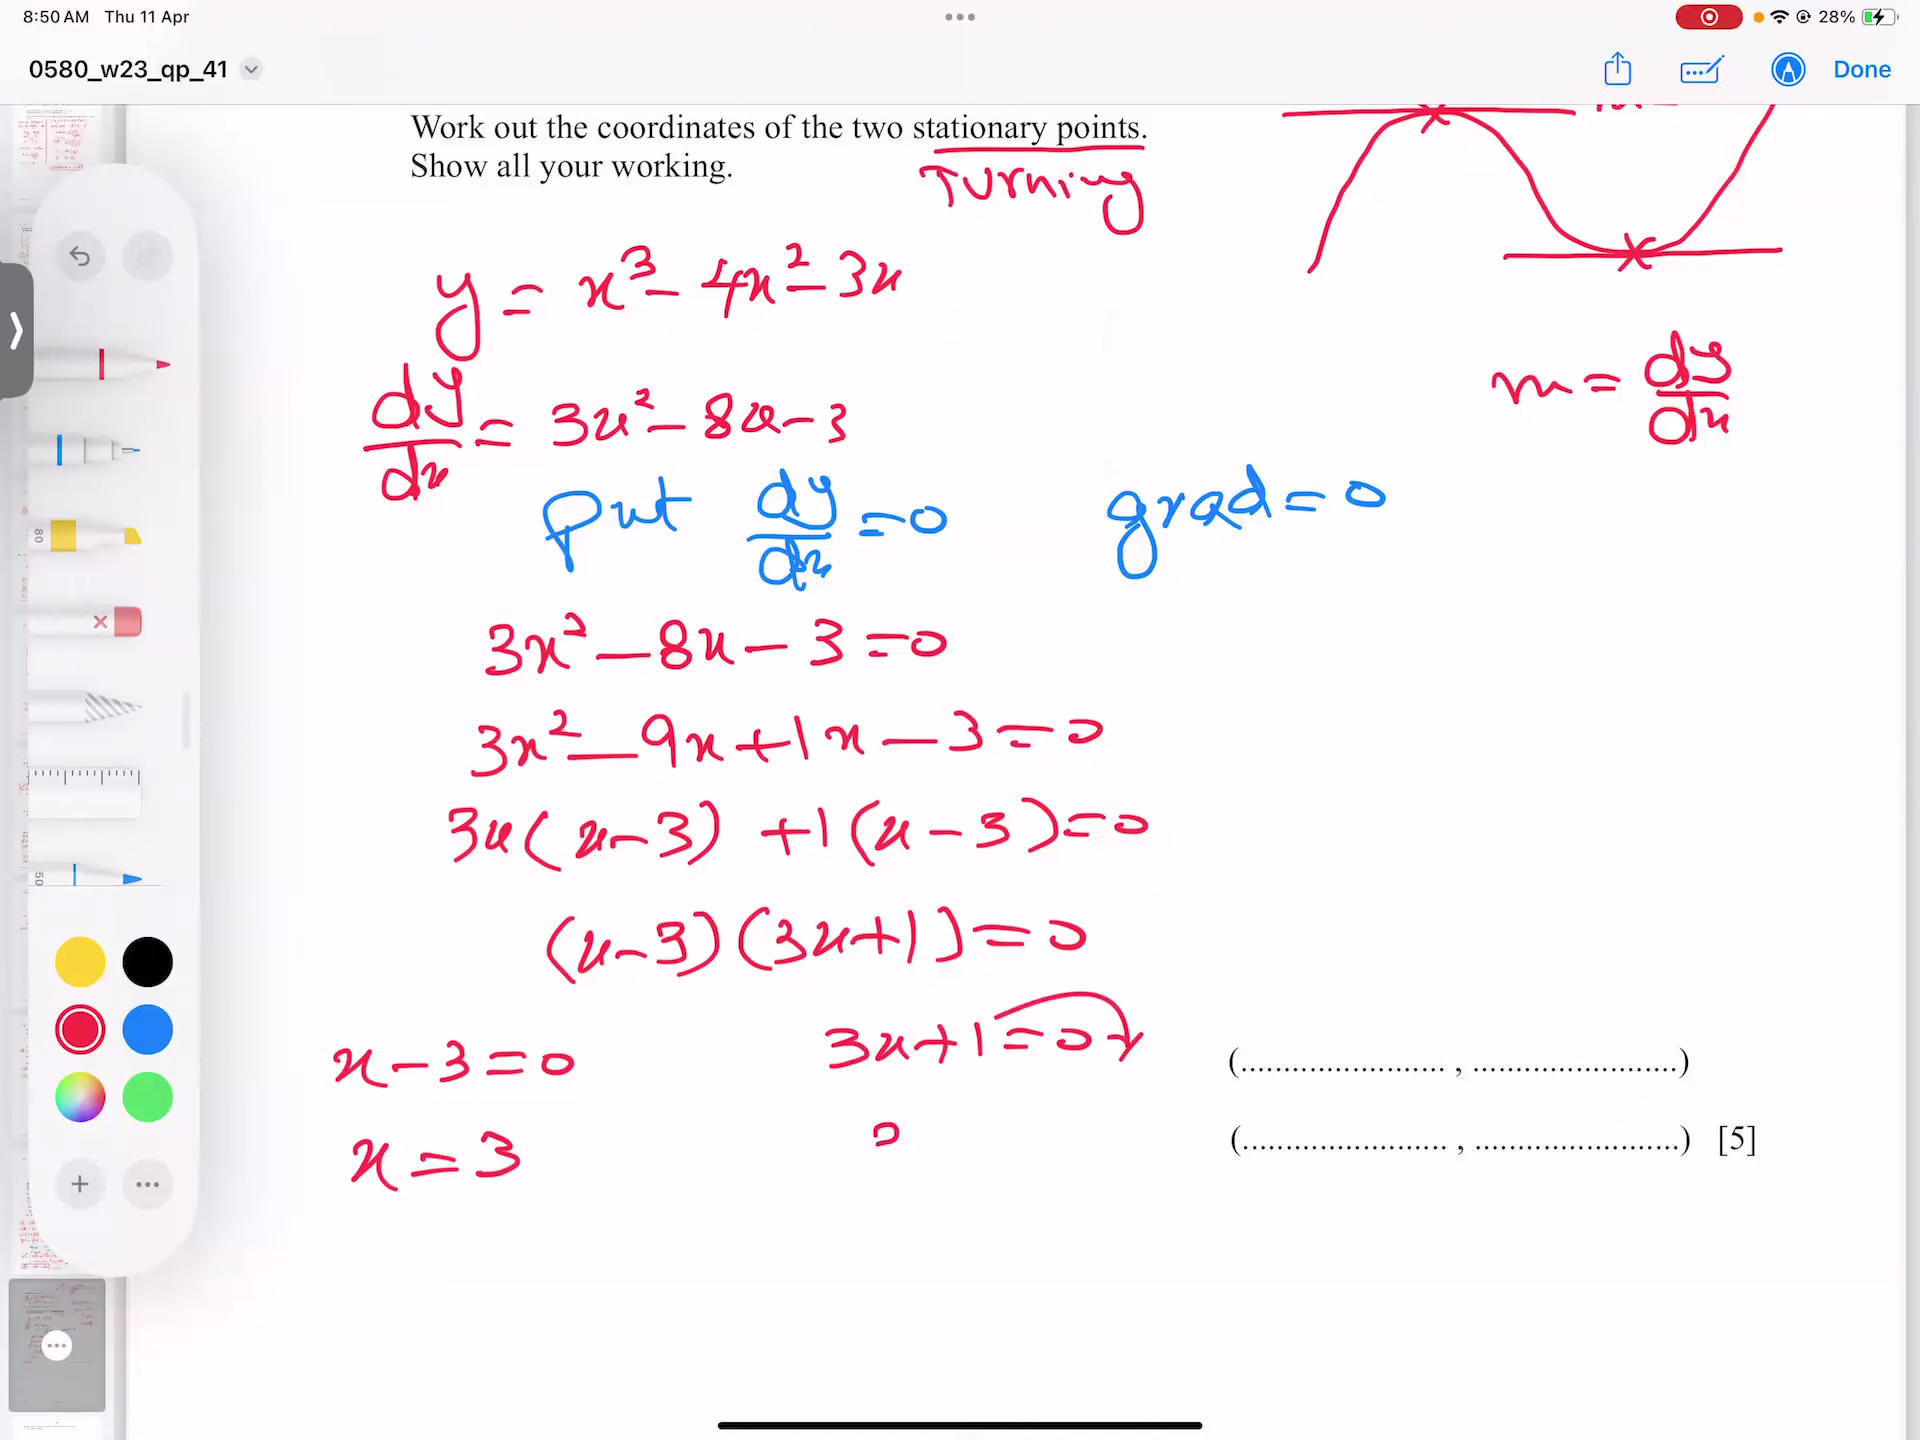 8:50 AM Thu 11 Apr
28%
0580_w23_qp_41
Done
Work out the coordinates of the two stationary points.
Show all your working.
Turning
y = x³ - 4x² - 3x
dy/dx = 3x² - 8x - 3
m = dy/dx
put dy/dx = 0 grad = 0
3x² - 8x - 3 = 0
3x² - 9x + 1x - 3 = 0
3x(x-3) +1(x-3)=0
(x-3)(3x+1)=0
x-3=0
3x+1=0
x=3
(........................ , ........................)
(........................ , ........................) [5]
80
50